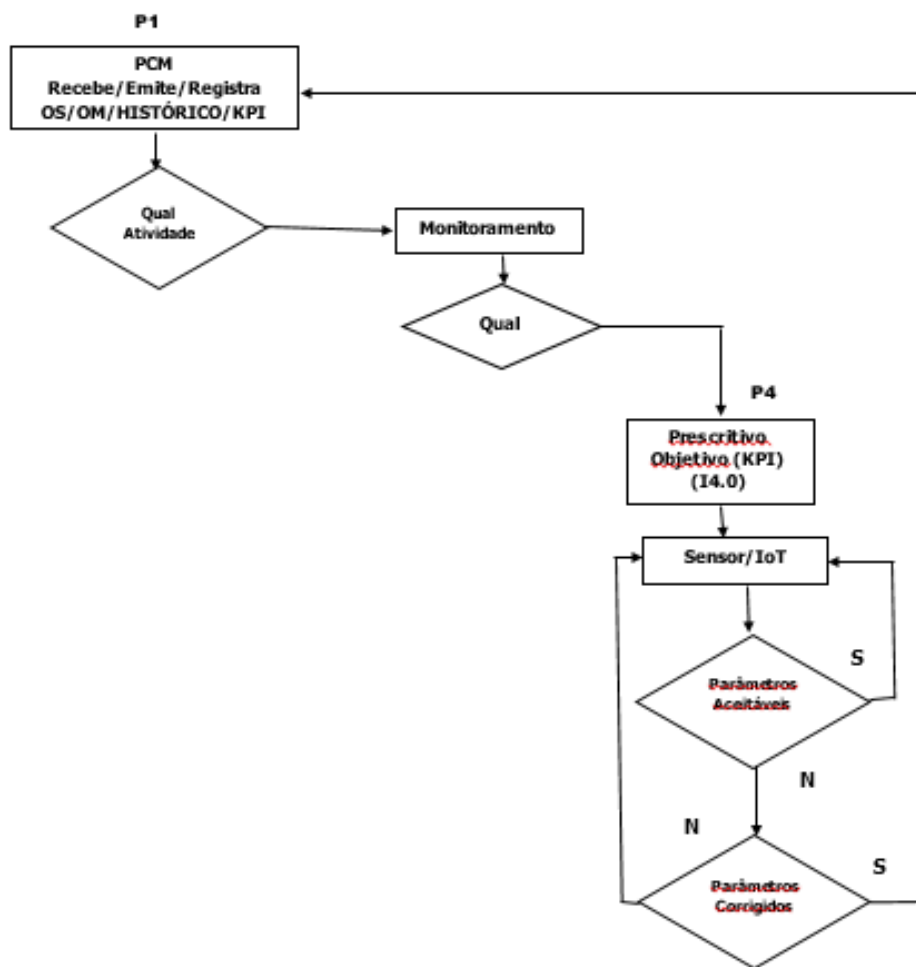 P1
PCM
Recebe/Emite/Registra
OS/OM/HISTÓRICO/KPI
Qual
Atividade
Monitoramento
Qual
P4
Prescritivo
Objetivo (KPI)
(I4.0)
Sensor/IoT
S
Parâmetros
Aceitáveis
N
N
S
Parâmetros
Corrigidos